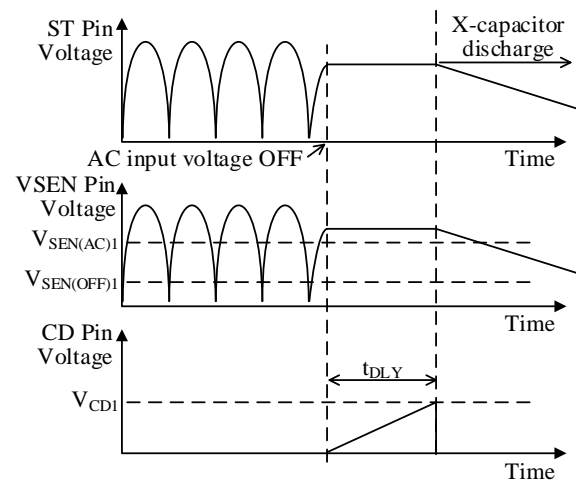 ST Pin
Voltage
X-capacitor
discharge
AC input voltage OFF
Time
VSEN Pin
Voltage
VSEN(AC)1
VSEN(OFF)1
Time
CD Pin
Voltage
tDLY
VCD1
Time